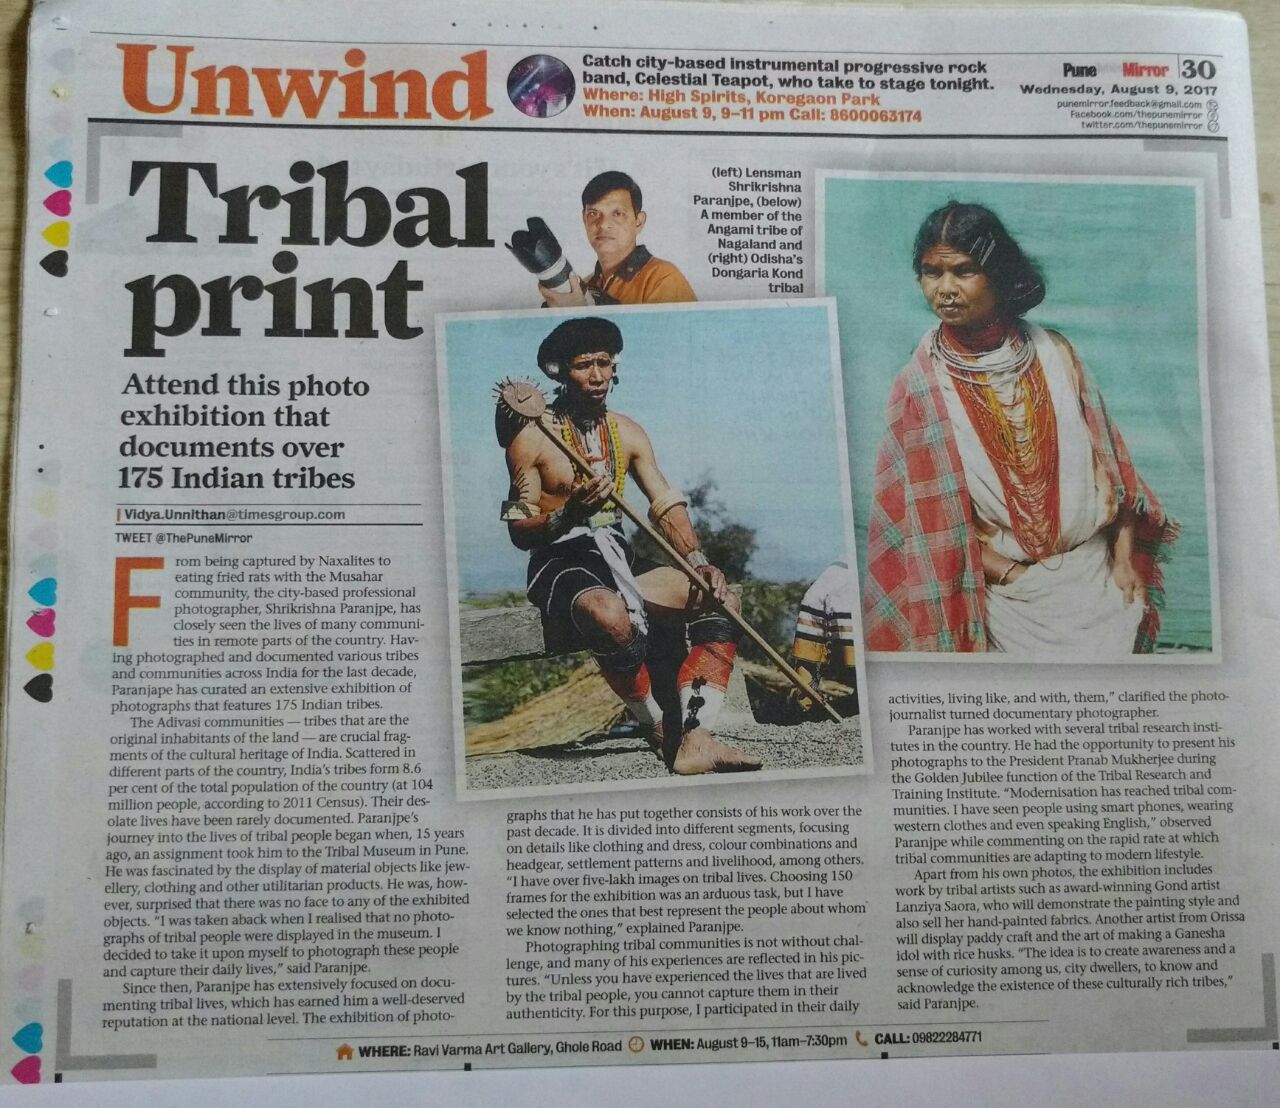 Unwind
Catch city-based instrumental progressive rock
band, Celestial Teapot, who take to stage tonight.
Where: High Spirits, Koregaon Park
When: August 9, 9–11 pm Call: 8600063174
Pune Mirror | 30
Wednesday, August 9, 2017
punemirror.feedback@gmail.com
Facebook.com/thepunemirror
twitter.com/thepunemirror
Tribal
print
Attend this photo
exhibition that
documents over
175 Indian tribes
Vidya.Unnithan@timesgroup.com
TWEET @ThePuneMirror
(left) Lensman
Shrikrishna
Paranjpe, (below)
A member of the
Angami tribe of
Nagaland and
(right) Odisha's
Dongaria Kond
tribal
From being captured by Naxalites to
eating fried rats with the Musahar
community, the city-based professional
photographer, Shrikrishna Paranjpe, has
closely seen the lives of many communi-
ties in remote parts of the country. Hav-
ing photographed and documented various tribes
and communities across India for the last decade,
Paranjape has curated an extensive exhibition of
photographs that features 175 Indian tribes.
The Adivasi communities — tribes that are the
original inhabitants of the land — are crucial frag-
ments of the cultural heritage of India. Scattered in
different parts of the country, India's tribes form 8.6
per cent of the total population of the country (at 104
million people, according to 2011 Census). Their des-
olate lives have been rarely documented. Paranjpe's
journey into the lives of tribal people began when, 15 years
ago, an assignment took him to the Tribal Museum in Pune.
He was fascinated by the display of material objects like jew-
ellery, clothing and other utilitarian products. He was, how-
ever, surprised that there was no face to any of the exhibited
objects. "I was taken aback when I realised that no photo-
graphs of tribal people were displayed in the museum. I
decided to take it upon myself to photograph these people
and capture their daily lives," said Paranjpe.
Since then, Paranjpe has extensively focused on docu-
menting tribal lives, which has earned him a well-deserved
reputation at the national level. The exhibition of photo-
graphs that he has put together consists of his work over the
past decade. It is divided into different segments, focusing
on details like clothing and dress, colour combinations and
headgear, settlement patterns and livelihood, among others.
"I have over five-lakh images on tribal lives. Choosing 150
frames for the exhibition was an arduous task, but I have
selected the ones that best represent the people about whom
we know nothing," explained Paranjpe.
Photographing tribal communities is not without chal-
lenge, and many of his experiences are reflected in his pic-
tures. "Unless you have experienced the lives that are lived
by the tribal people, you cannot capture them in their
authenticity. For this purpose, I participated in their daily
activities, living like, and with, them," clarified the photo-
journalist turned documentary photographer.
Paranjpe has worked with several tribal research insti-
tutes in the country. He had the opportunity to present his
photographs to the President Pranab Mukherjee during
the Golden Jubilee function of the Tribal Research and
Training Institute. "Modernisation has reached tribal com-
munities. I have seen people using smart phones, wearing
western clothes and even speaking English," observed
Paranjpe while commenting on the rapid rate at which
tribal communities are adapting to modern lifestyle.
Apart from his own photos, the exhibition includes
work by tribal artists such as award-winning Gond artist
Lanziya Saora, who will demonstrate the painting style and
also sell her hand-painted fabrics. Another artist from Orissa
will display paddy craft and the art of making a Ganesha
idol with rice husks. "The idea is to create awareness and a
sense of curiosity among us, city dwellers, to know and
acknowledge the existence of these culturally rich tribes,"
said Paranjpe.
WHERE: Ravi Varma Art Gallery, Ghole Road WHEN: August 9–15, 11am–7:30pm CALL: 09822284771